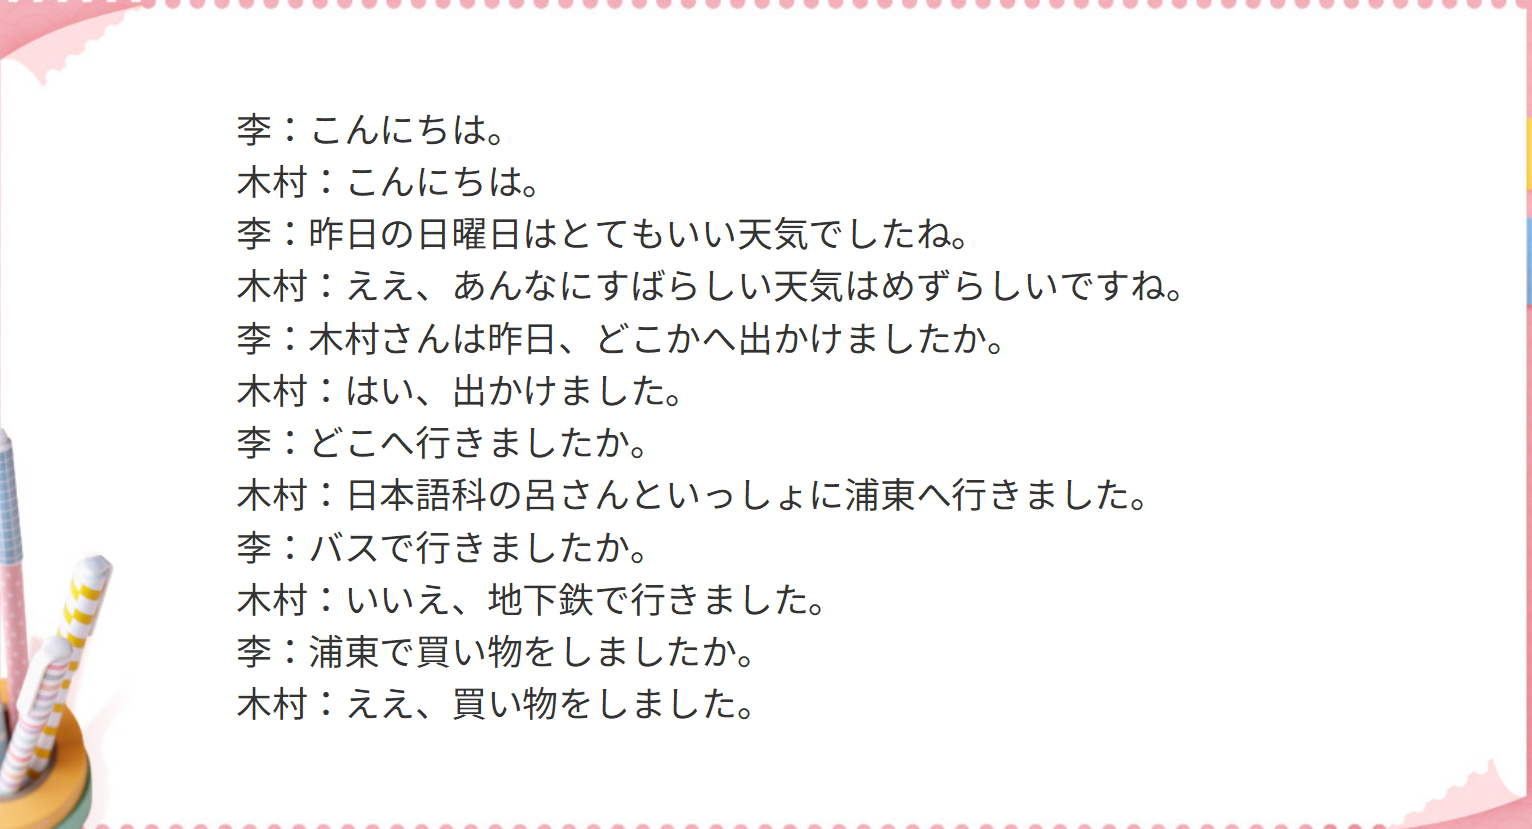 李：こんにちは。
木村：こんにちは。
李：昨日の日曜日はとてもいい天気でしたね。
木村：ええ、あんなにすばらしい天気はめずらしいですね。
李：木村さんは昨日、どこかへ出かけましたか。
木村：はい、出かけました。
李：どこへ行きましたか。
木村：日本語科の呂さんといっしょに浦東へ行きました。
李：バスで行きましたか。
木村：いいえ、地下鉄で行きました。
李：浦東で買い物をしましたか。
木村：ええ、買い物をしました。